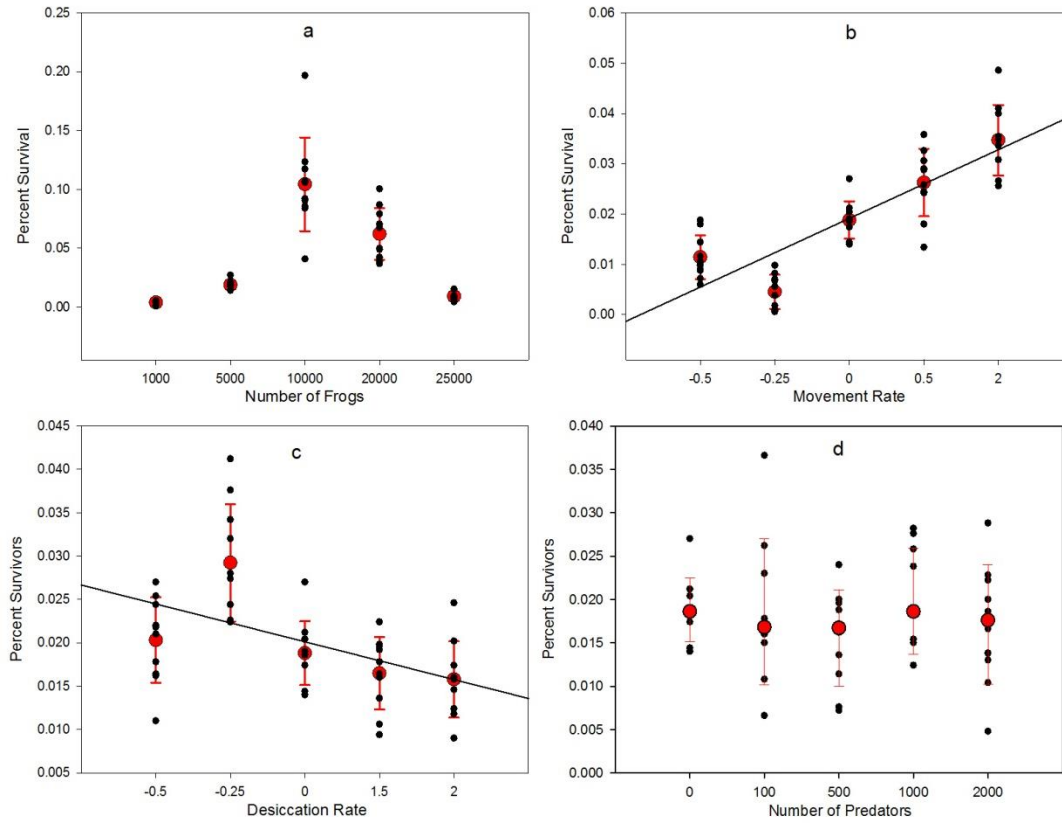 a
Percent Survival
0.25
0.20
0.15
0.10
0.05
0.00
1000 5000 10000 20000 25000
Number of Frogs
b
Percent Survival
0.06
0.05
0.04
0.03
0.02
0.01
0.00
-0.5 -0.25 0 0.5 2
Movement Rate
c
Percent Survivors
0.045
0.040
0.035
0.030
0.025
0.020
0.015
0.010
0.005
-0.5 -0.25 0 1.5 2
Desiccation Rate
d
Percent Survivors
0.040
0.035
0.030
0.025
0.020
0.015
0.010
0.005
0.000
0 100 500 1000 2000
Number of Predators